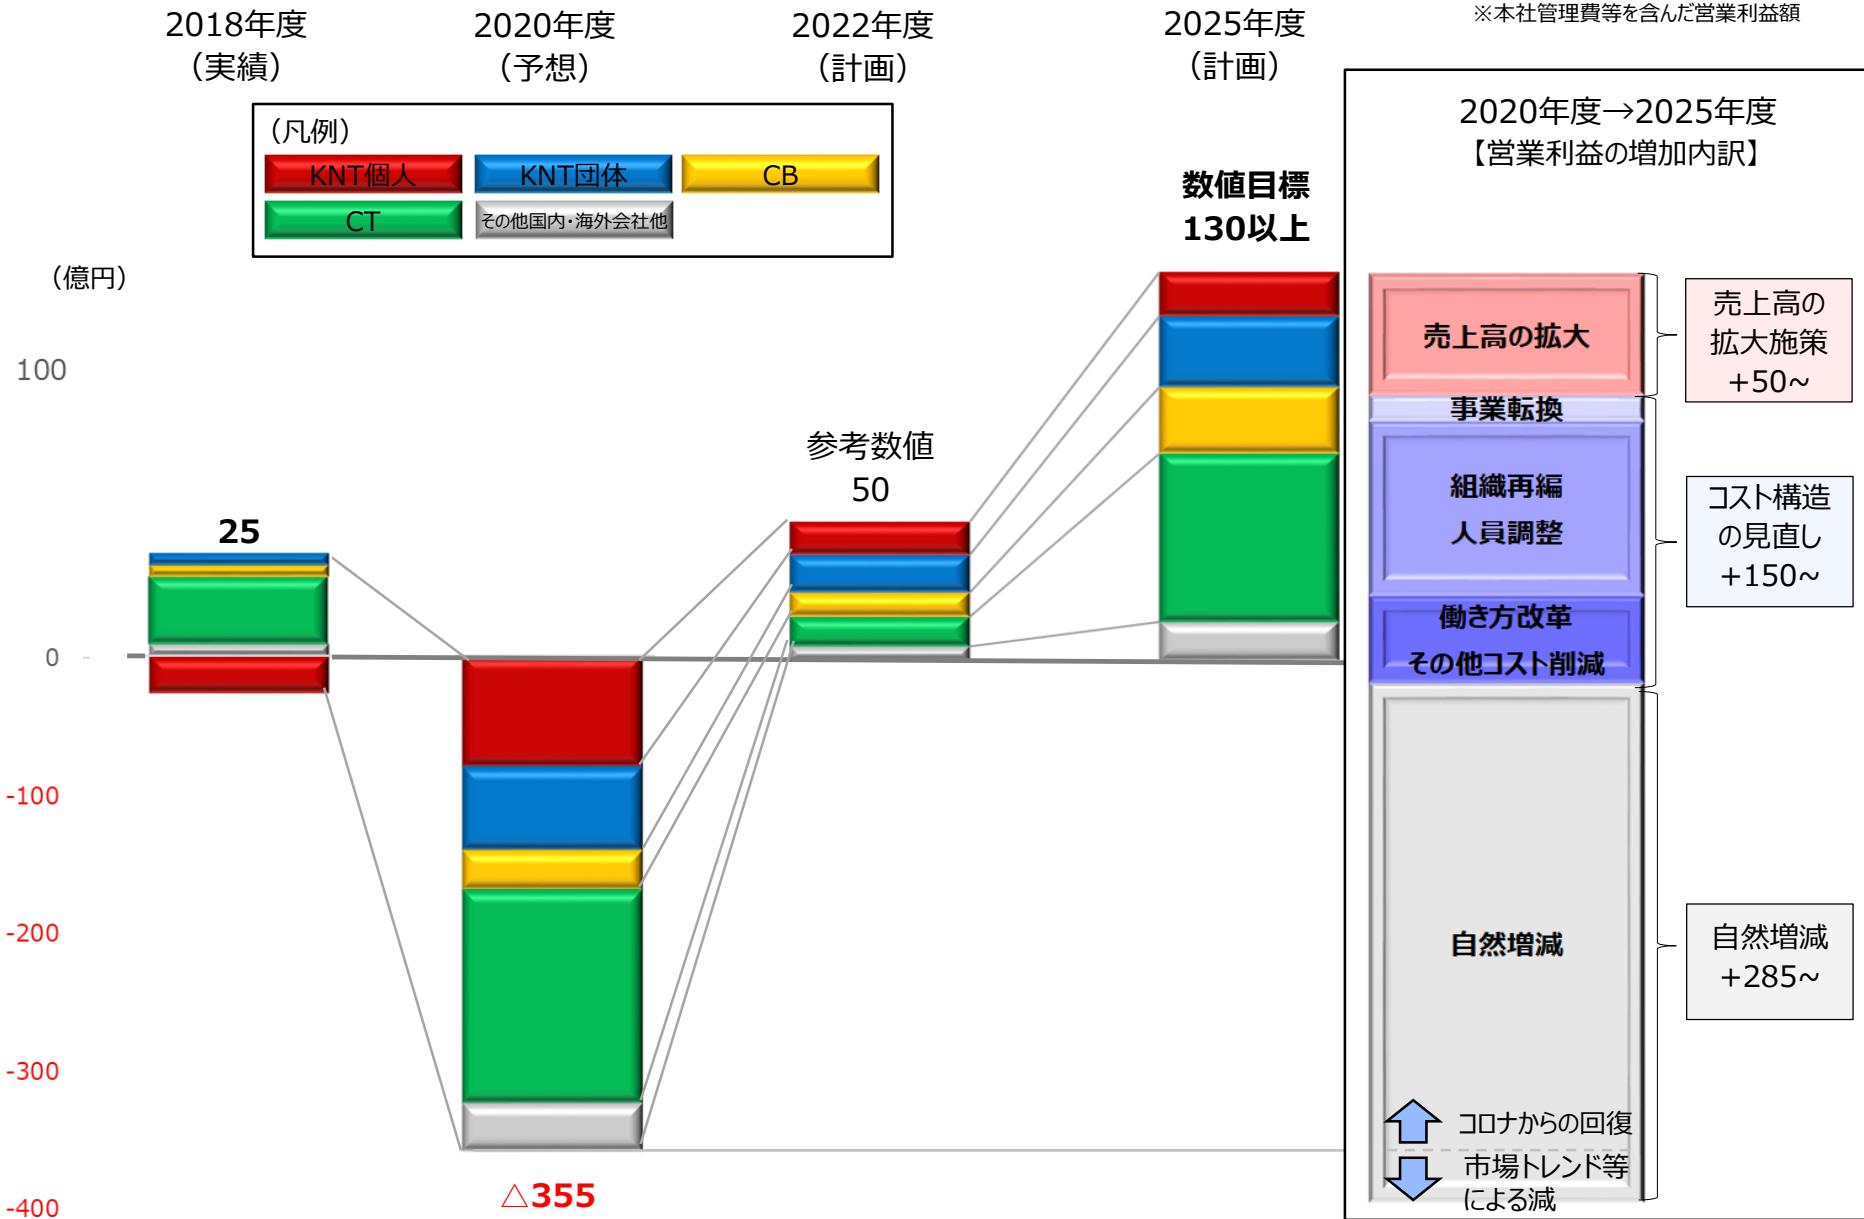 2018年度
（実績）
2020年度
（予想）
2022年度
（計画）
2025年度
（計画）
※本社管理費等を含んだ営業利益額
（凡例）
KNT個人
KNT団体
CB
CT
その他国内・海外会社他
（億円）
100
0
-100
-200
-300
-400
25
△355
参考数値
50
数値目標
130以上
2020年度→2025年度
【営業利益の増加内訳】
売上高の拡大
事業転換
組織再編
人員調整
働き方改革
その他コスト削減
自然増減
コロナからの回復
市場トレンド等
による減
売上高の
拡大施策
+50~
コスト構造
の見直し
+150~
自然増減
+285~